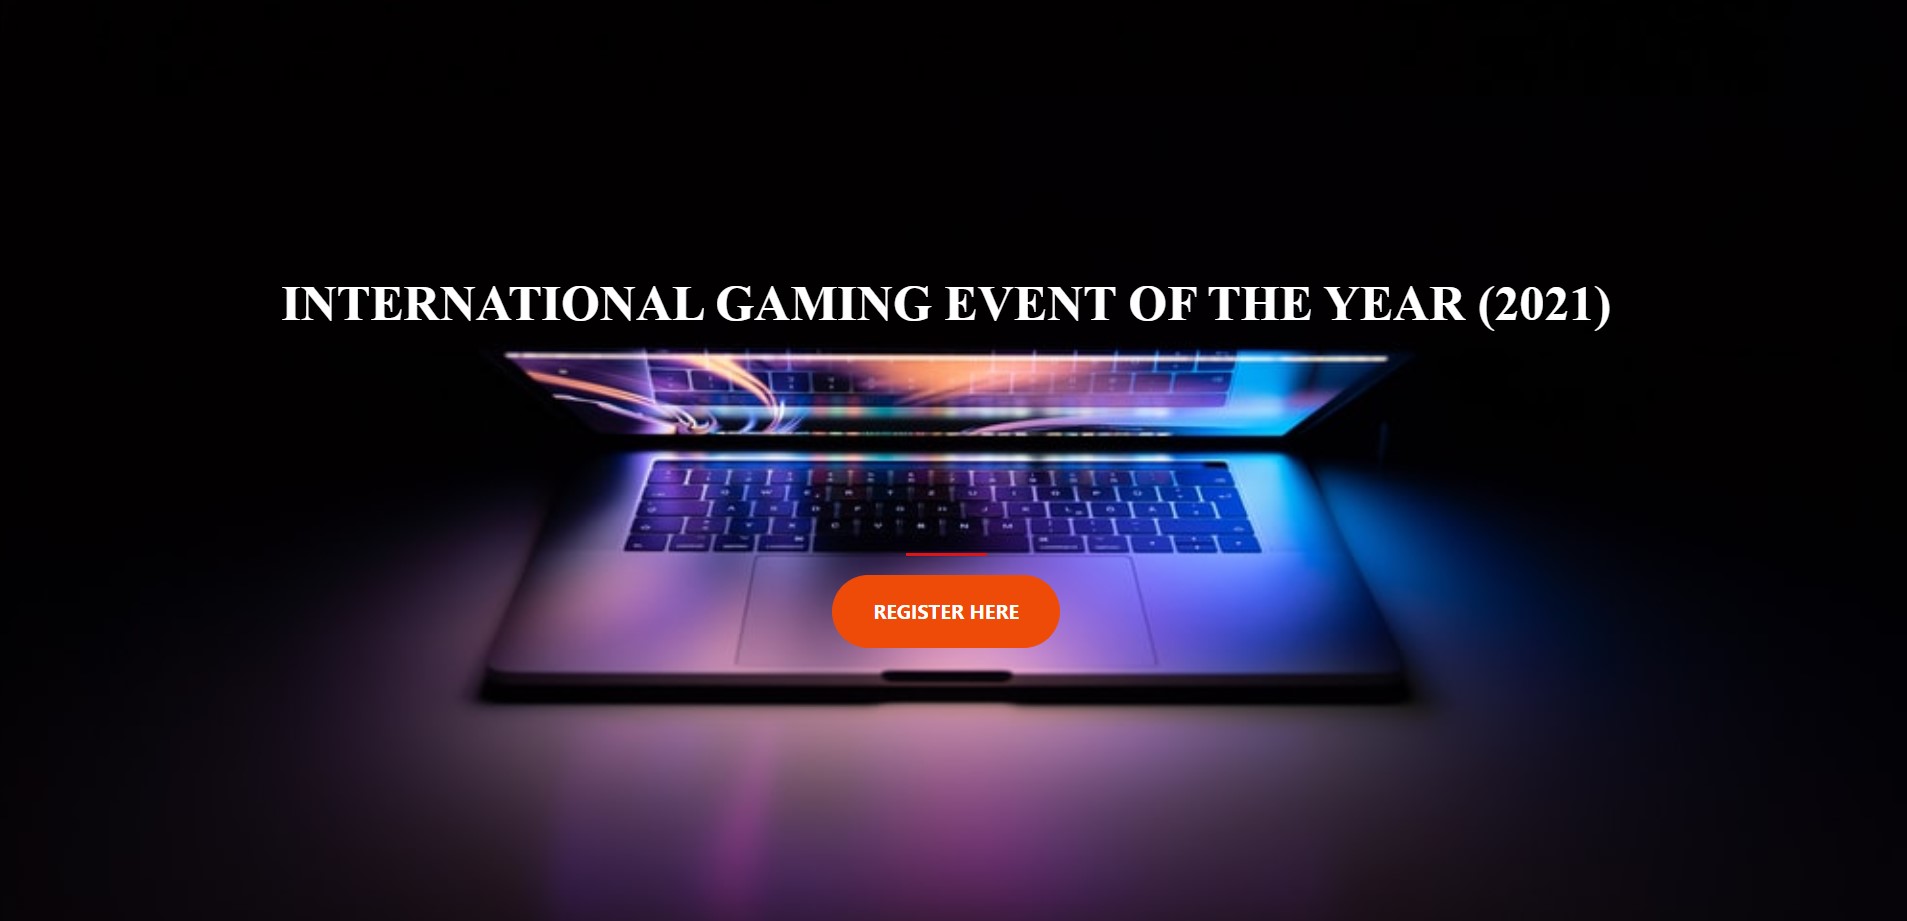 INTERNATIONAL GAMING EVENT OF THE YEAR (2021)
REGISTER HERE